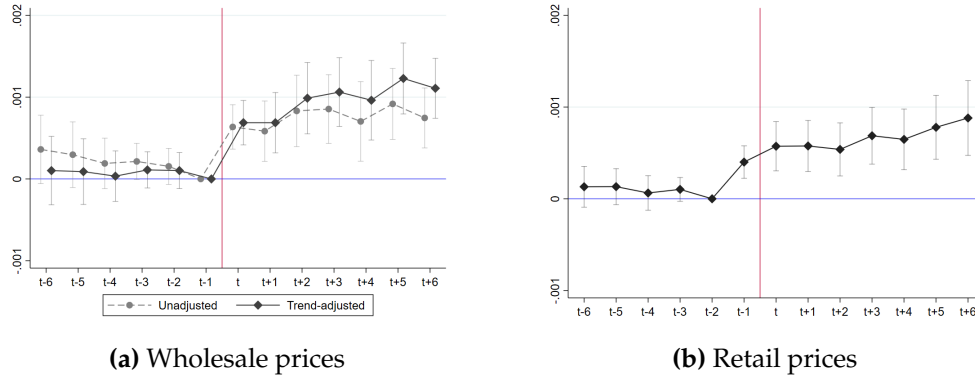 .002
.001
0
-.001
t-6 t-5 t-4 t-3 t-2 t-1 t t+1 t+2 t+3 t+4 t+5 t+6
Unadjusted Trend-adjusted
(a) Wholesale prices
.002
.001
0
-.001
t-6 t-5 t-4 t-3 t-2 t-1 t t+1 t+2 t+3 t+4 t+5 t+6
(b) Retail prices